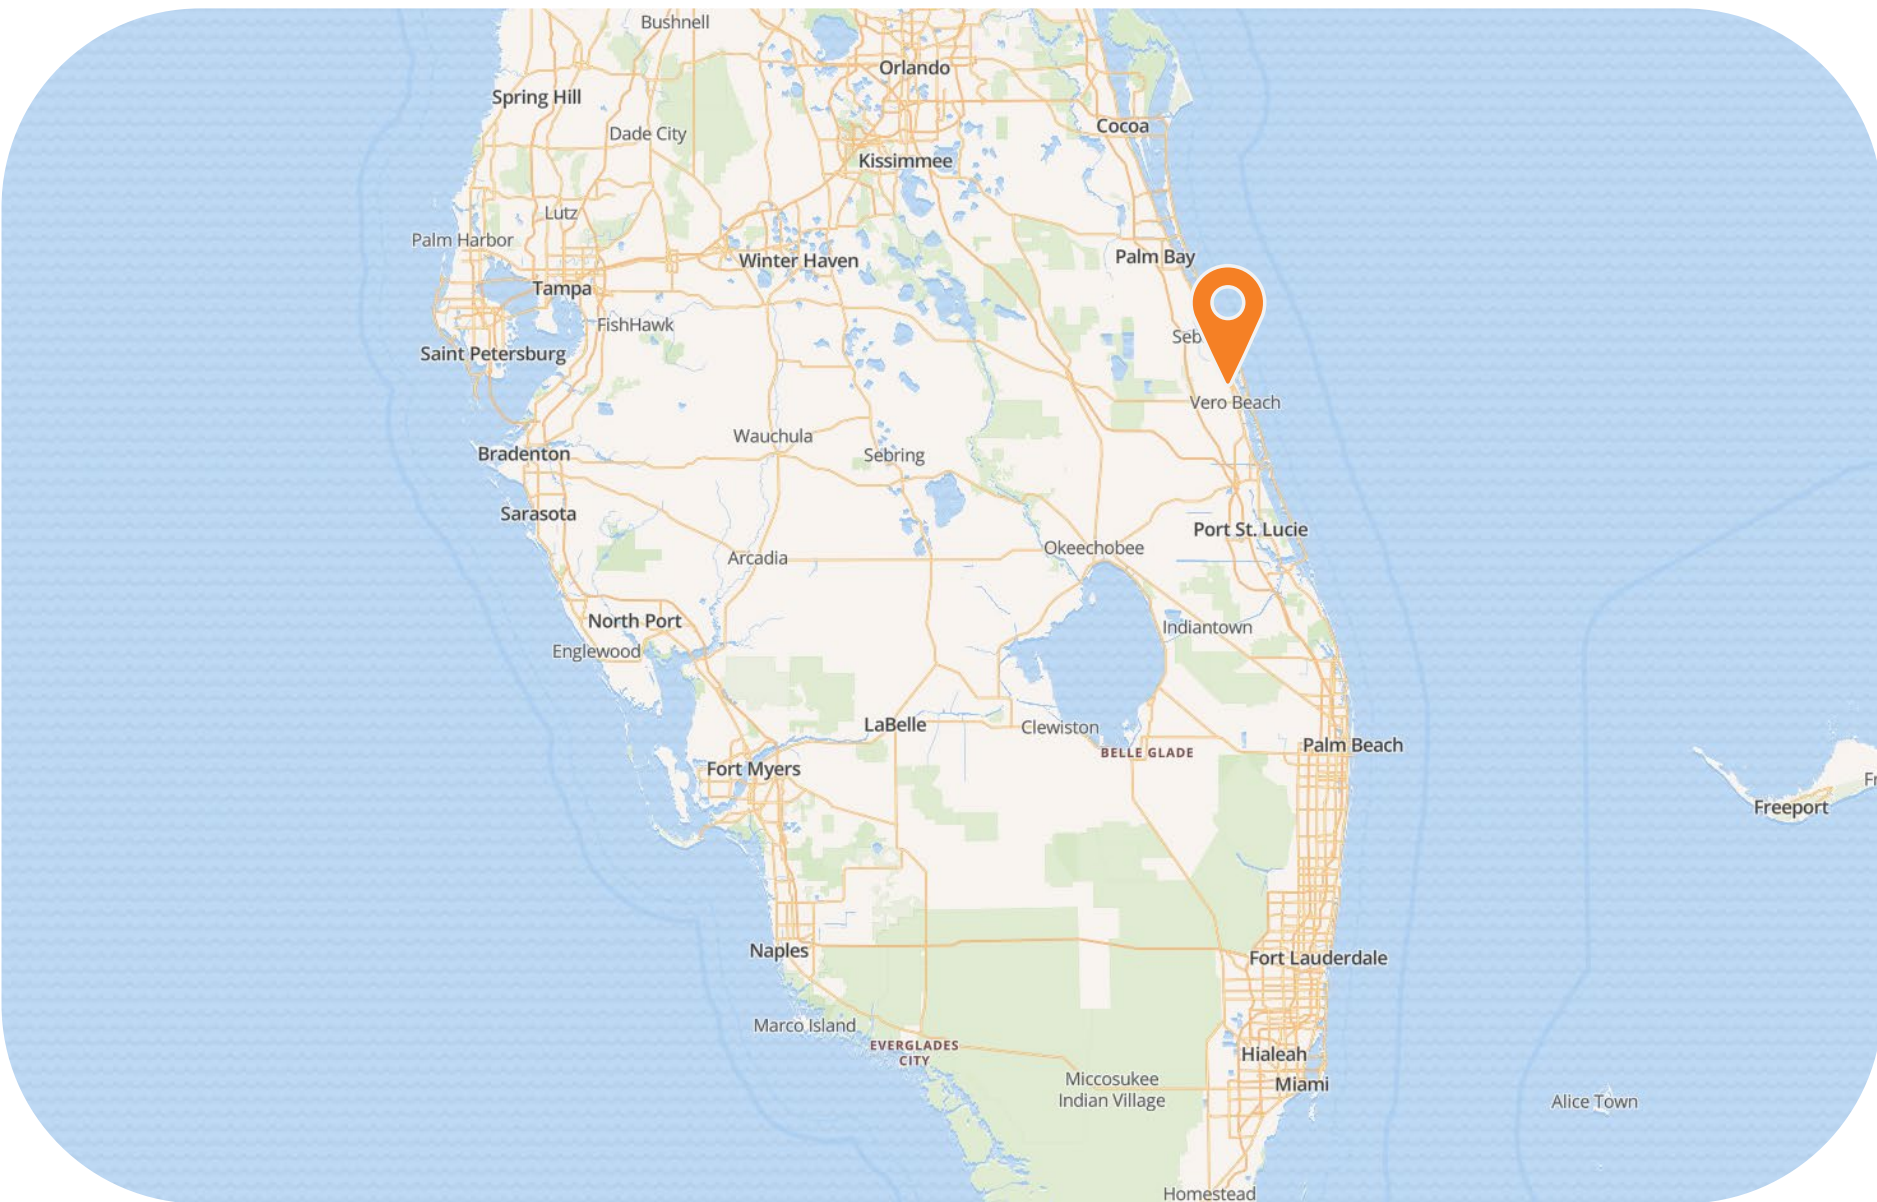 Bushnell
Orlando
Spring Hill
Cocoa
Dade City
Kissimmee
Lutz
Palm Harbor
Palm Bay
Winter Haven
Tampa
FishHawk
Seb
Saint Petersburg
Vero Beach
Wauchula
Bradenton
Sebring
Sarasota
Port St. Lucie
Okeechobee
Arcadia
North Port
Indiantown
Englewood
LaBelle
Clewiston
Palm Beach
BELLE GLADE
Fort Myers
Fr
Freeport
Naples
Fort Lauderdale
Marco Island
EVERGLADES
CITY
Hialeah
Miccosukee
Indian Village
Miami
Alice Town
Homestead